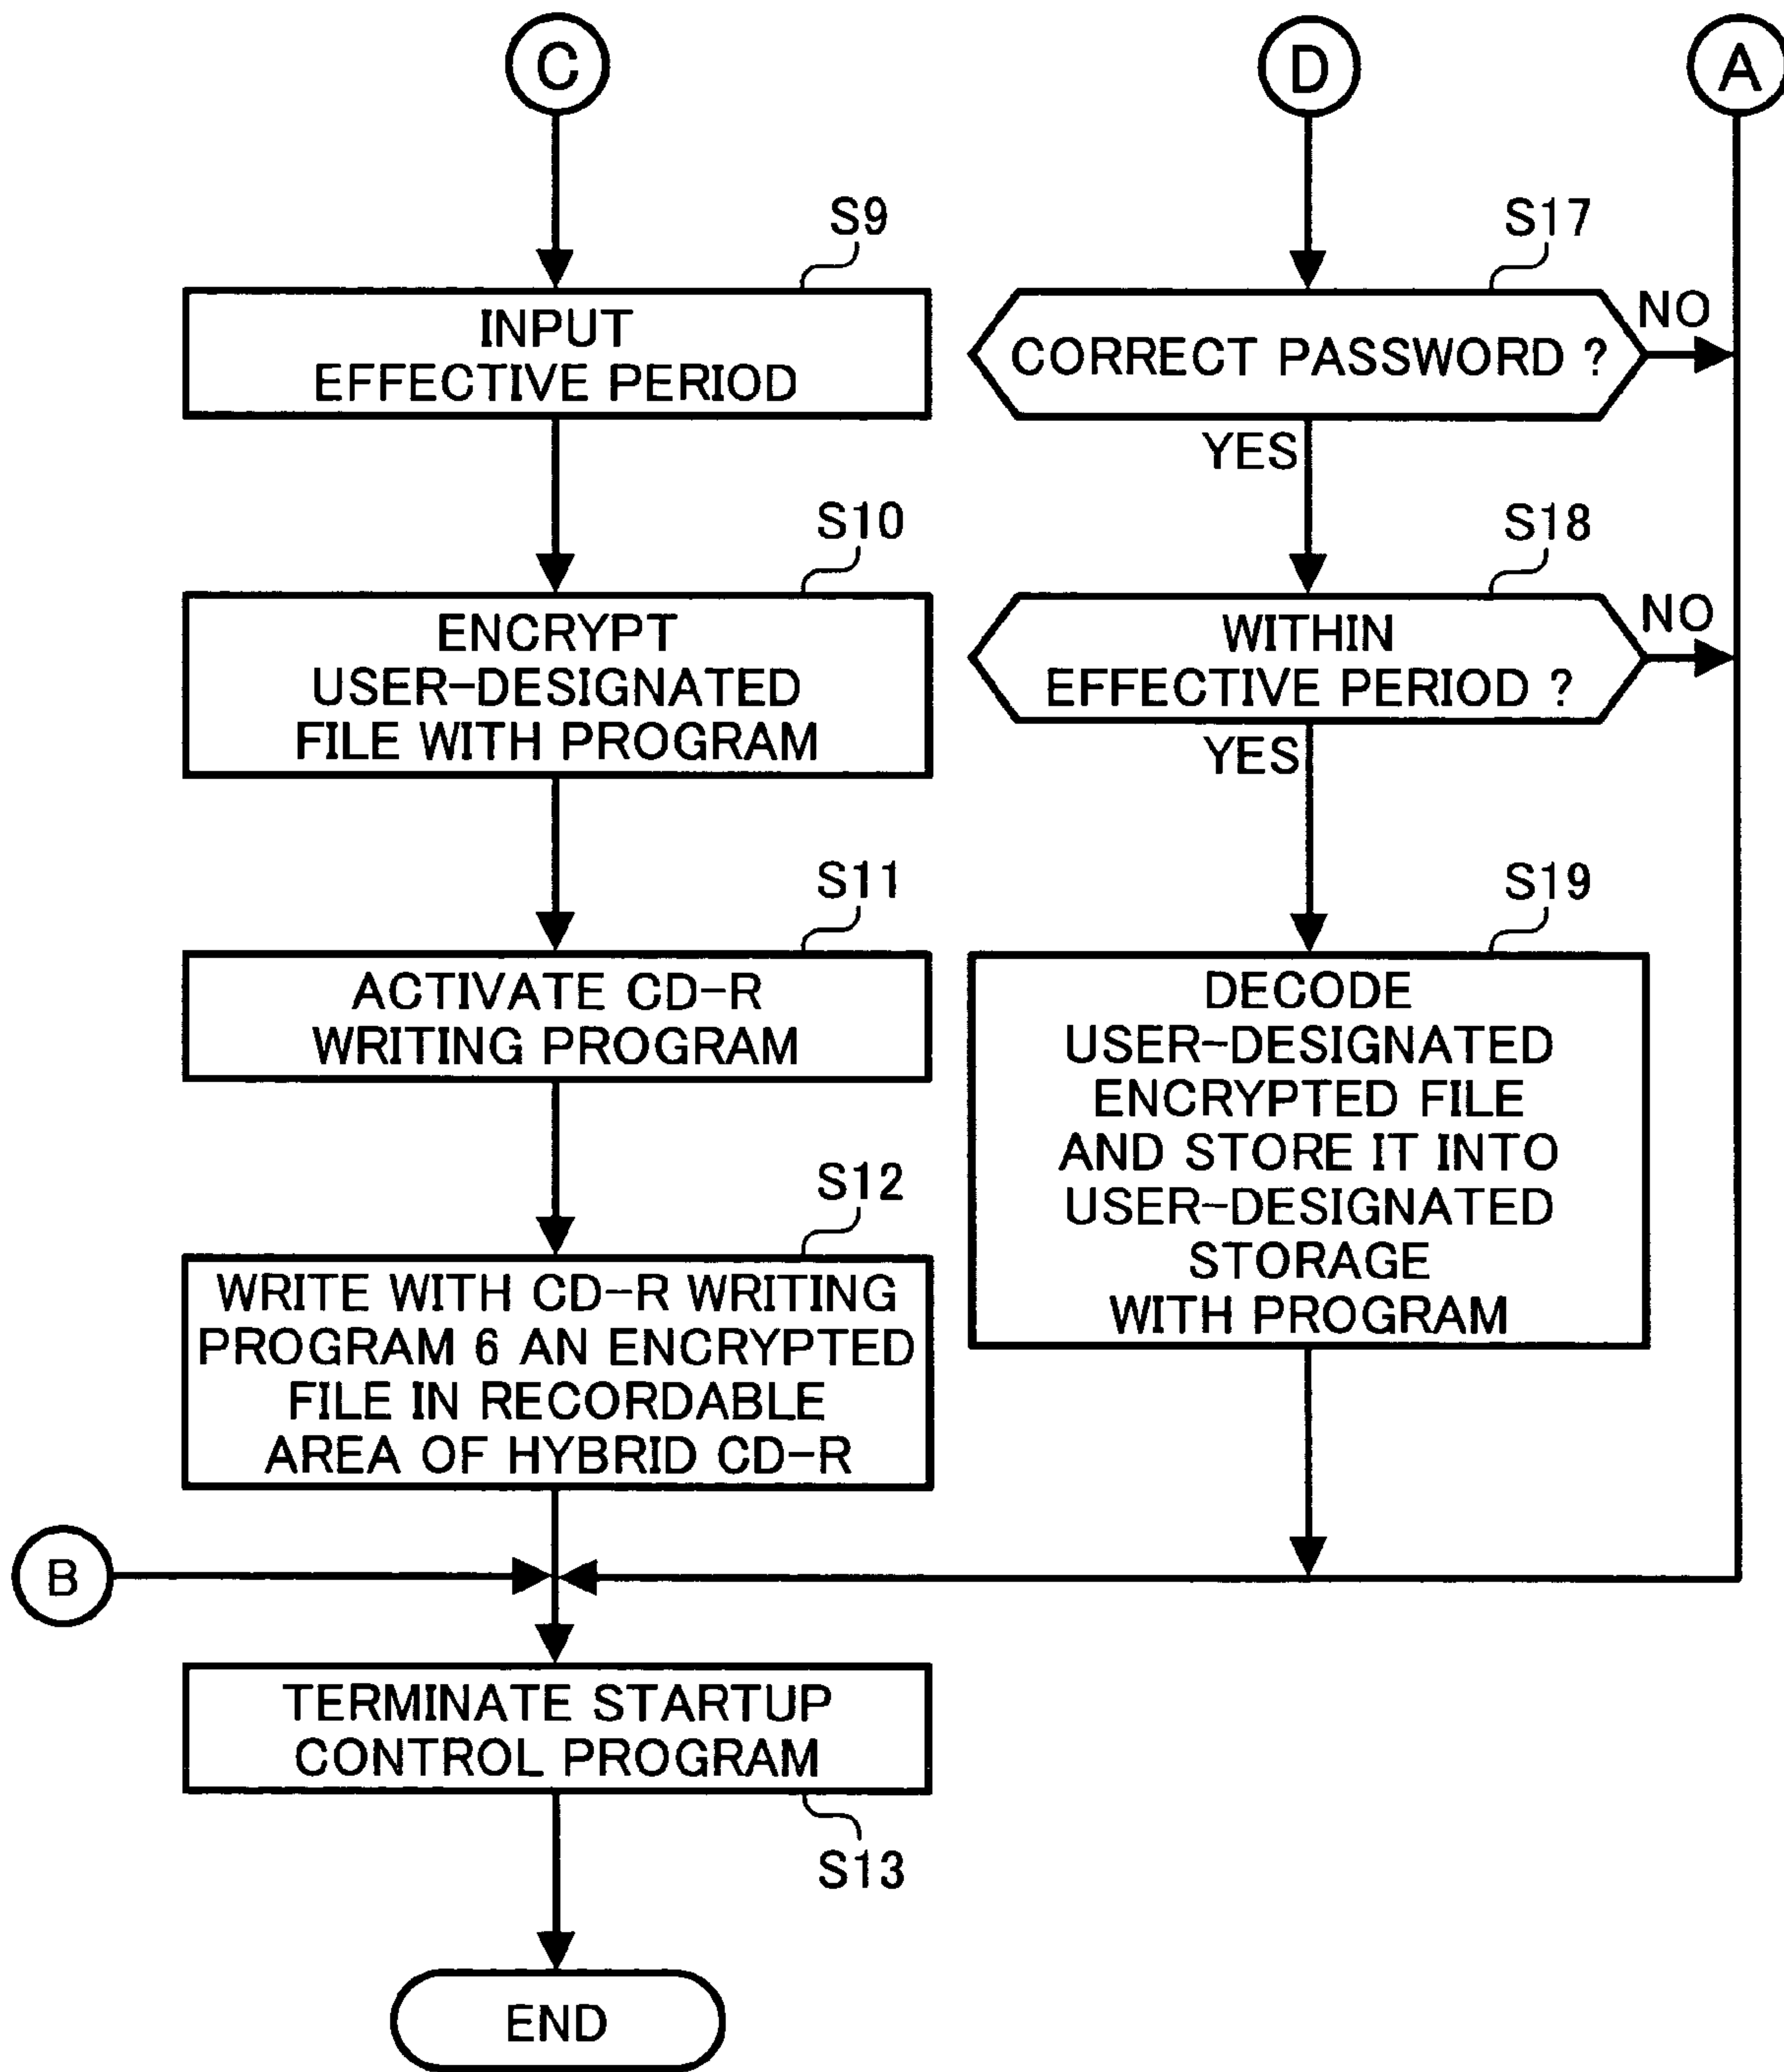 C
D
A
S9
INPUT
EFFECTIVE PERIOD
S10
ENCRYPT
USER-DESIGNATED
FILE WITH PROGRAM
S11
ACTIVATE CD-R
WRITING PROGRAM
S12
WRITE WITH CD-R WRITING
PROGRAM 6 AN ENCRYPTED
FILE IN RECORDABLE
AREA OF HYBRID CD-R
S17
CORRECT PASSWORD ?
NO
YES
S18
WITHIN
EFFECTIVE PERIOD ?
NO
YES
S19
DECODE
USER-DESIGNATED
ENCRYPTED FILE
AND STORE IT INTO
USER-DESIGNATED
STORAGE
WITH PROGRAM
B
TERMINATE STARTUP
CONTROL PROGRAM
S13
END